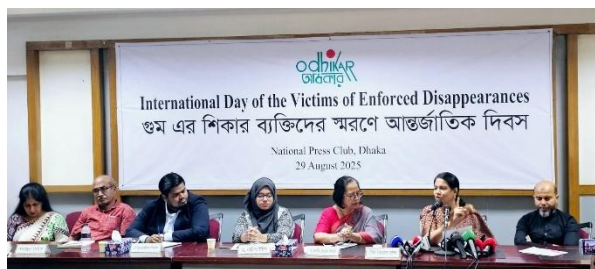 odhikar
অধিকার
International Day of the Victims of Enforced Disappearances
গুম এর শিকার ব্যক্তিদের স্মরণে আন্তর্জাতিক দিবস
National Press Club, Dhaka
29 August 2025